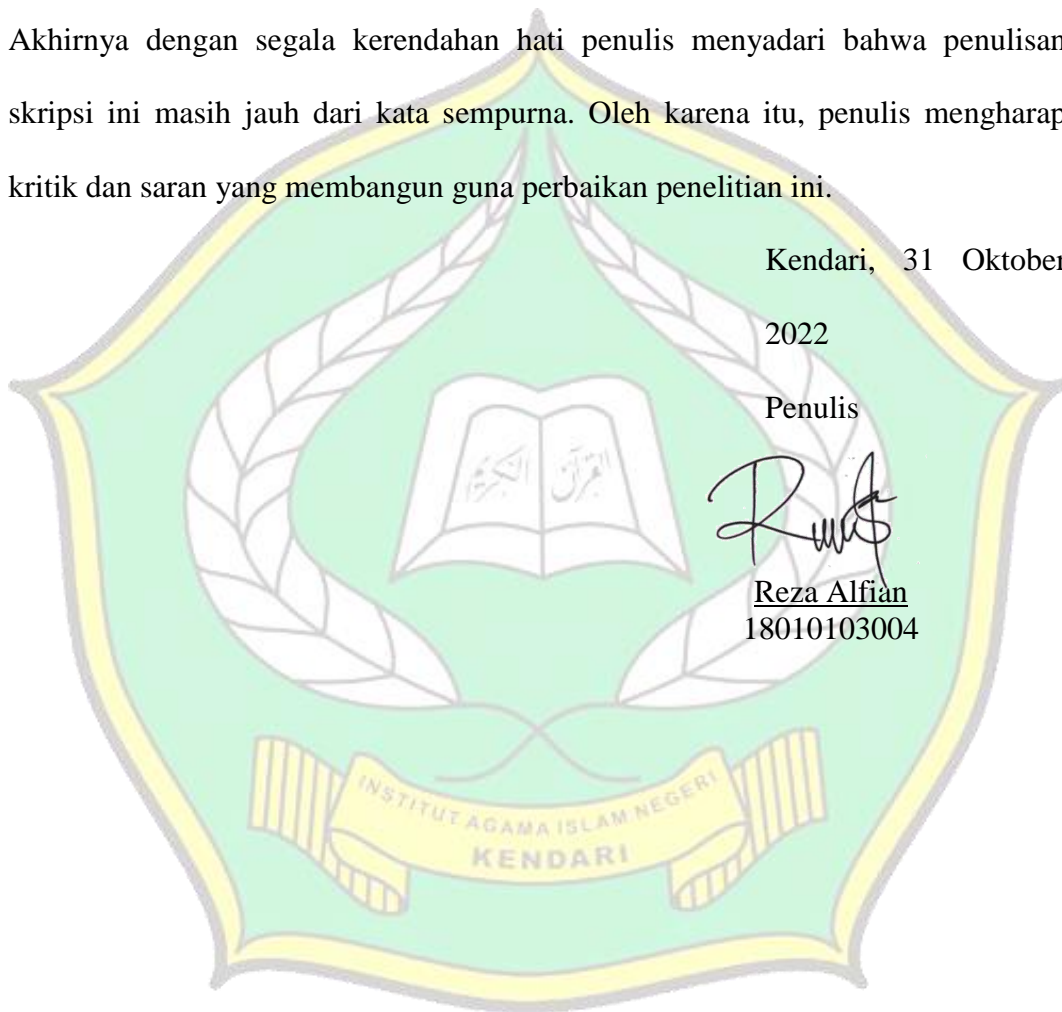 Akhirnya dengan segala kerendahan hati penulis menyadari bahwa penulisan
skripsi ini masih jauh dari kata sempurna. Oleh karena itu, penulis mengharap
kritik dan saran yang membangun guna perbaikan penelitian ini.
Kendari, 31 Oktober
2022
Penulis
Reza Alfian
18010103004
القرآن الكريم
INSTITUT AGAMA ISLAM NEGERI
KENDARI